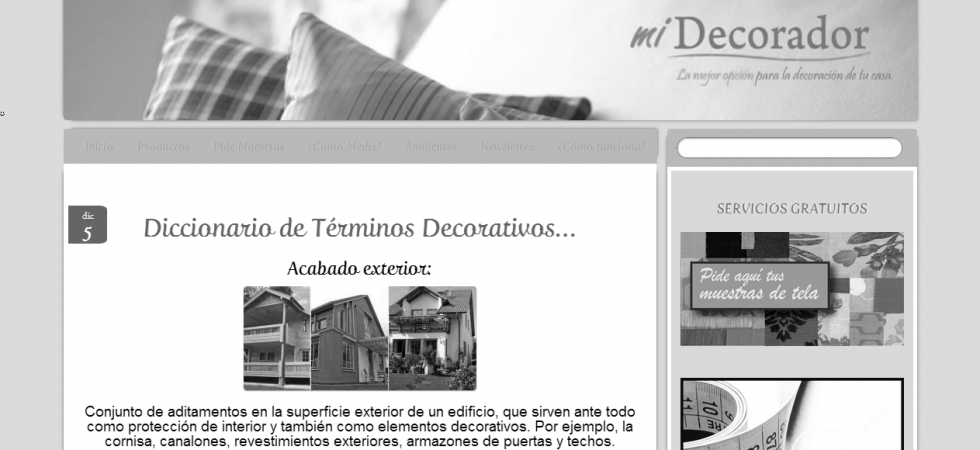 mi Decorador
La mejor opción para la decoración de tu casa.
Inicio Productos Pide Muestras ¿Cómo Medir? Ambientes Newsletter ¿Cómo funciona?
dic
5
Diccionario de Términos Decorativos...
Acabado exterior:
Conjunto de aditamentos en la superficie exterior de un edificio, que sirven ante todo
como protección de interior y también como elementos decorativos. Por ejemplo, la
cornisa, canalones, revestimientos exteriores, armazones de puertas y techos.
SERVICIOS GRATUITOS
Pide aquí tus
muestras de tela